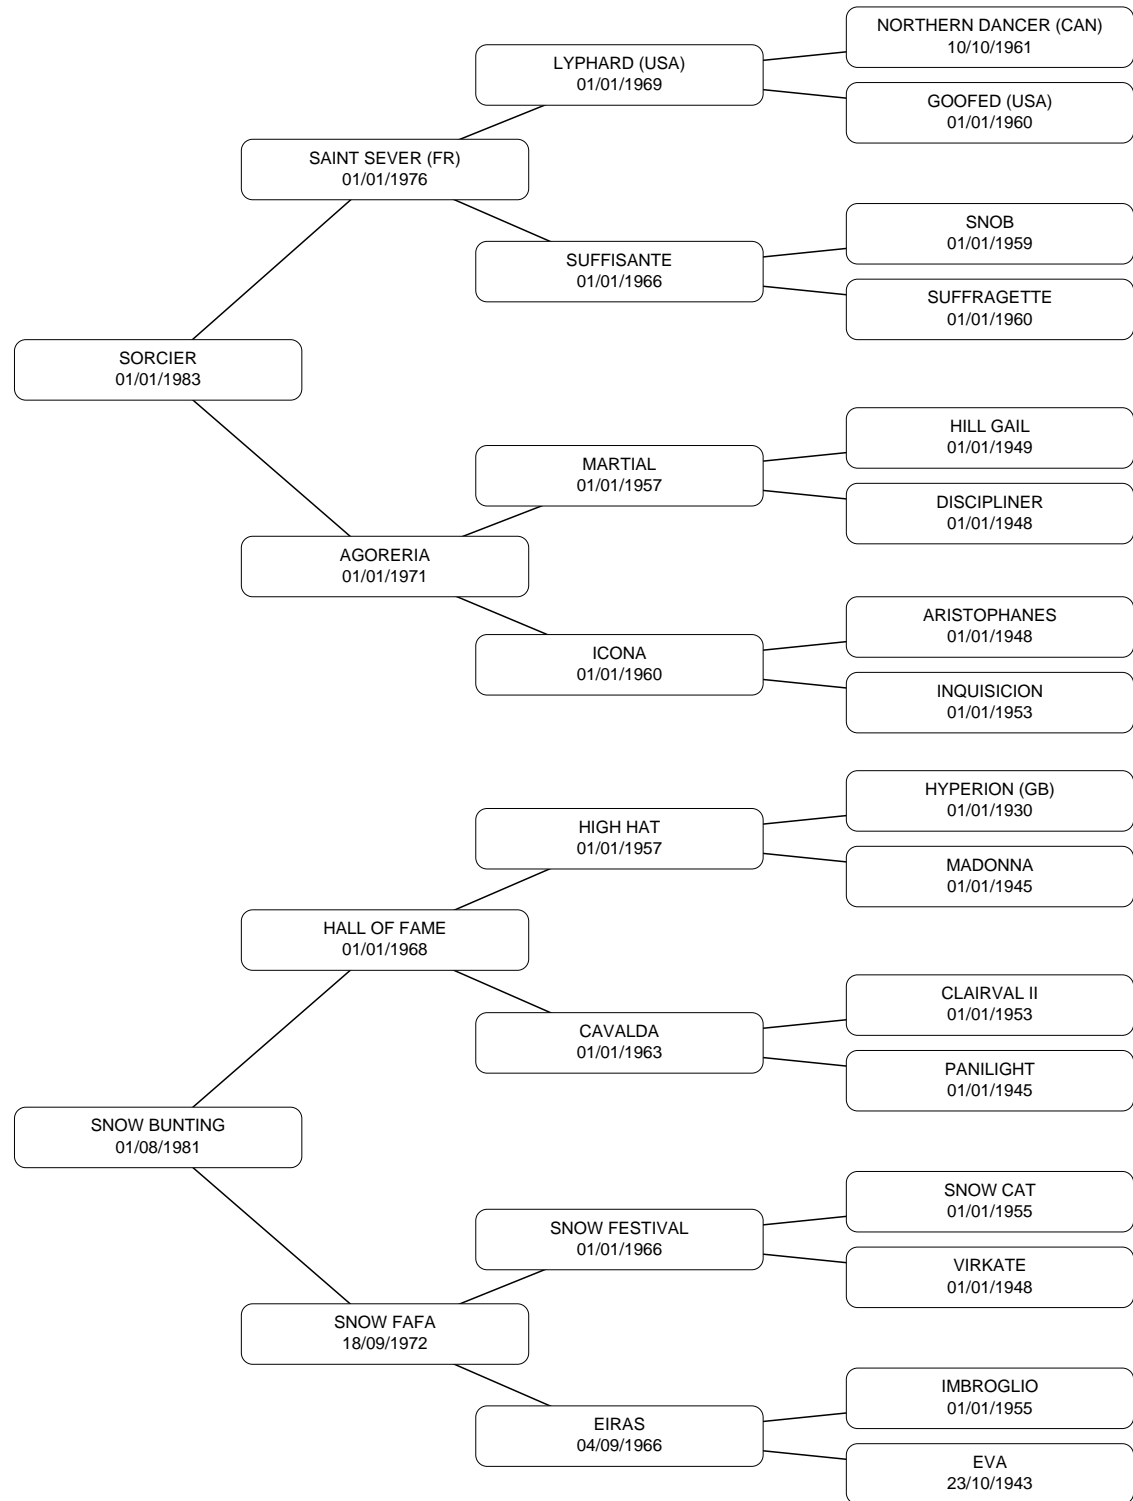 NORTHERN DANCER (CAN)
10/10/1961
LYPHARD (USA)
01/01/1969
GOOFED (USA)
01/01/1960
SAINT SEVER (FR)
01/01/1976
SNOB
01/01/1959
SUFFISANTE
01/01/1966
SUFFRAGETTE
01/01/1960
SORCIER
01/01/1983
HILL GAIL
01/01/1949
MARTIAL
01/01/1957
DISCIPLINER
01/01/1948
AGORERIA
01/01/1971
ARISTOPHANES
01/01/1948
ICONA
01/01/1960
INQUISICION
01/01/1953
HYPERION (GB)
01/01/1930
HIGH HAT
01/01/1957
MADONNA
01/01/1945
HALL OF FAME
01/01/1968
CLAIRVAL II
01/01/1953
CAVALDA
01/01/1963
PANILIGHT
01/01/1945
SNOW BUNTING
01/08/1981
SNOW CAT
01/01/1955
SNOW FESTIVAL
01/01/1966
VIRKATE
01/01/1948
SNOW FAFA
18/09/1972
IMBROGLIO
01/01/1955
EIRAS
04/09/1966
EVA
23/10/1943